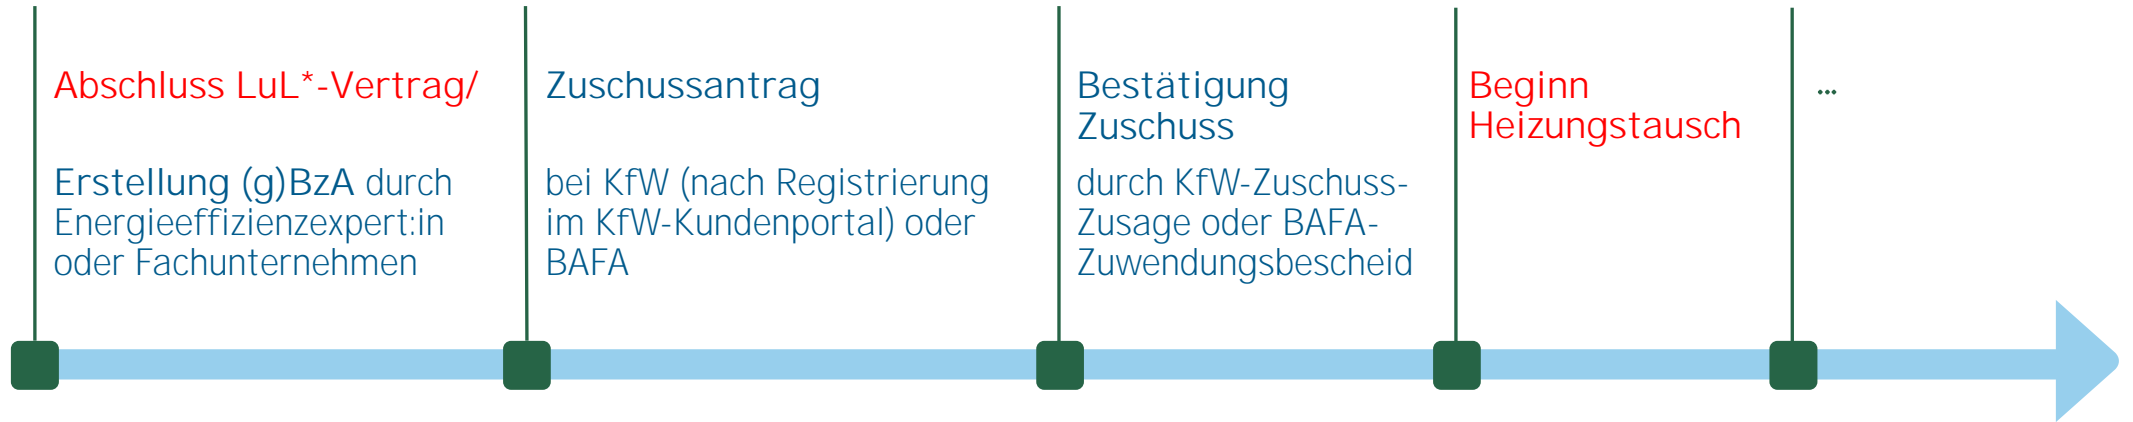 Abschluss LuL*-Vertrag/
Erstellung (g)BzA durch
Energieeffizienzexpert:in
oder Fachunternehmen
Zuschussantrag
bei KfW (nach Registrierung
im KfW-Kundenportal) oder
BAFA
Bestätigung
Zuschuss
durch KfW-Zuschuss-
Zusage oder BAFA-
Zuwendungsbescheid
Beginn
Heizungstausch
...